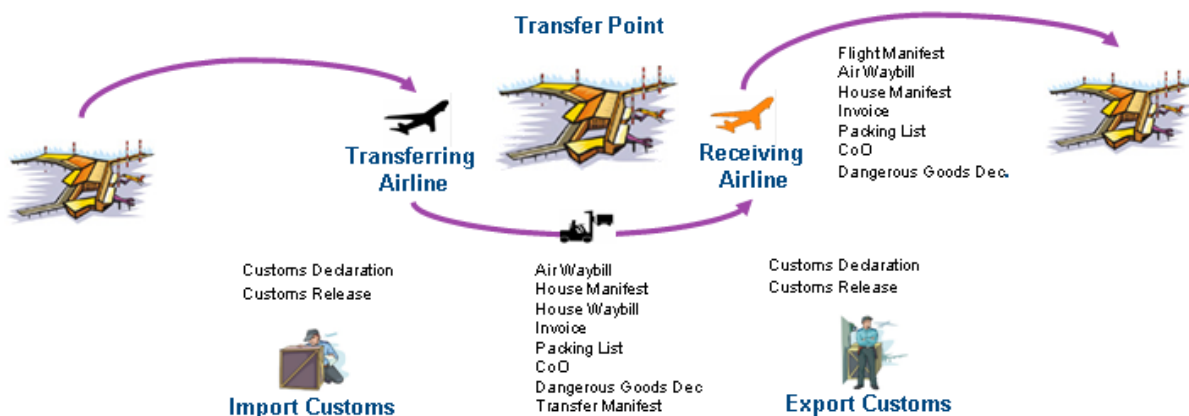 Transfer Point
Flight Manifest
Air Waybill
House Manifest
Invoice
Packing List
CoO
Dangerous Goods Dec.
Transferring
Airline
Receiving
Airline
Customs Declaration
Customs Release
Import Customs
Air Waybill
House Manifest
House Waybill
Invoice
Packing List
CoO
Dangerous Goods Dec
Transfer Manifest
Customs Declaration
Customs Release
Export Customs